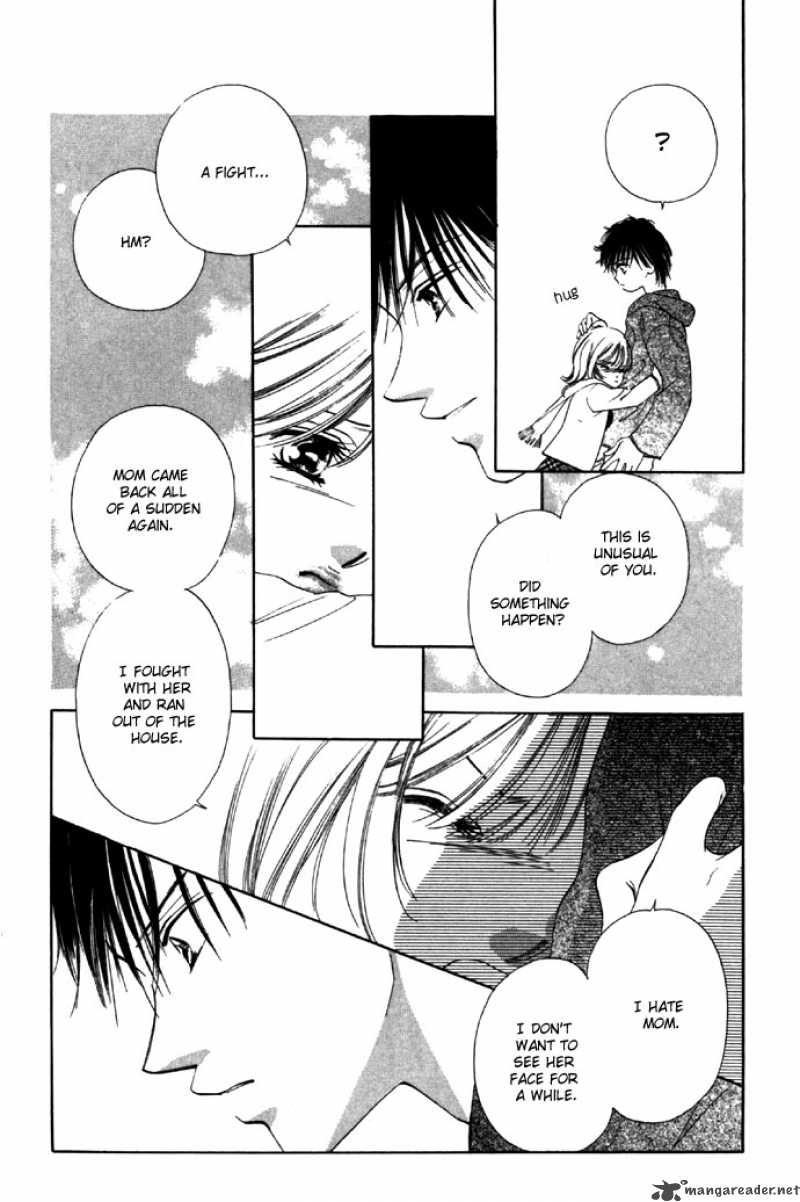 ?
hug
THIS IS
UNUSUAL
OF YOU.
DID
SOMETHING
HAPPEN?
A FIGHT...
HM?
MOM CAME
BACK ALL
OF A SUDDEN
AGAIN.
I FOUGHT
WITH HER
AND RAN
OUT OF THE
HOUSE.
I HATE
MOM.
I DON'T
WANT TO
SEE HER
FACE FOR
A WHILE.
mangareader.net